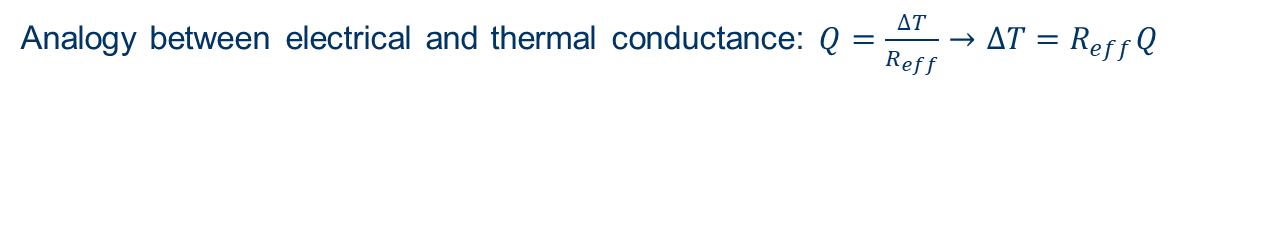 Analogy between electrical and thermal conductance: Q = ΔT/R_eff → ΔT = R_eff Q